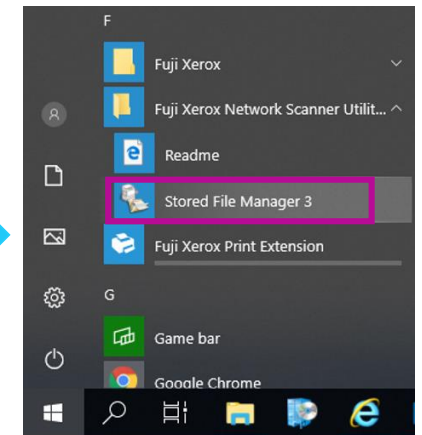 F
Fuji Xerox
Fuji Xerox Network Scanner Utilit...
Readme
Stored File Manager 3
Fuji Xerox Print Extension
G
Game bar
Google Chrome